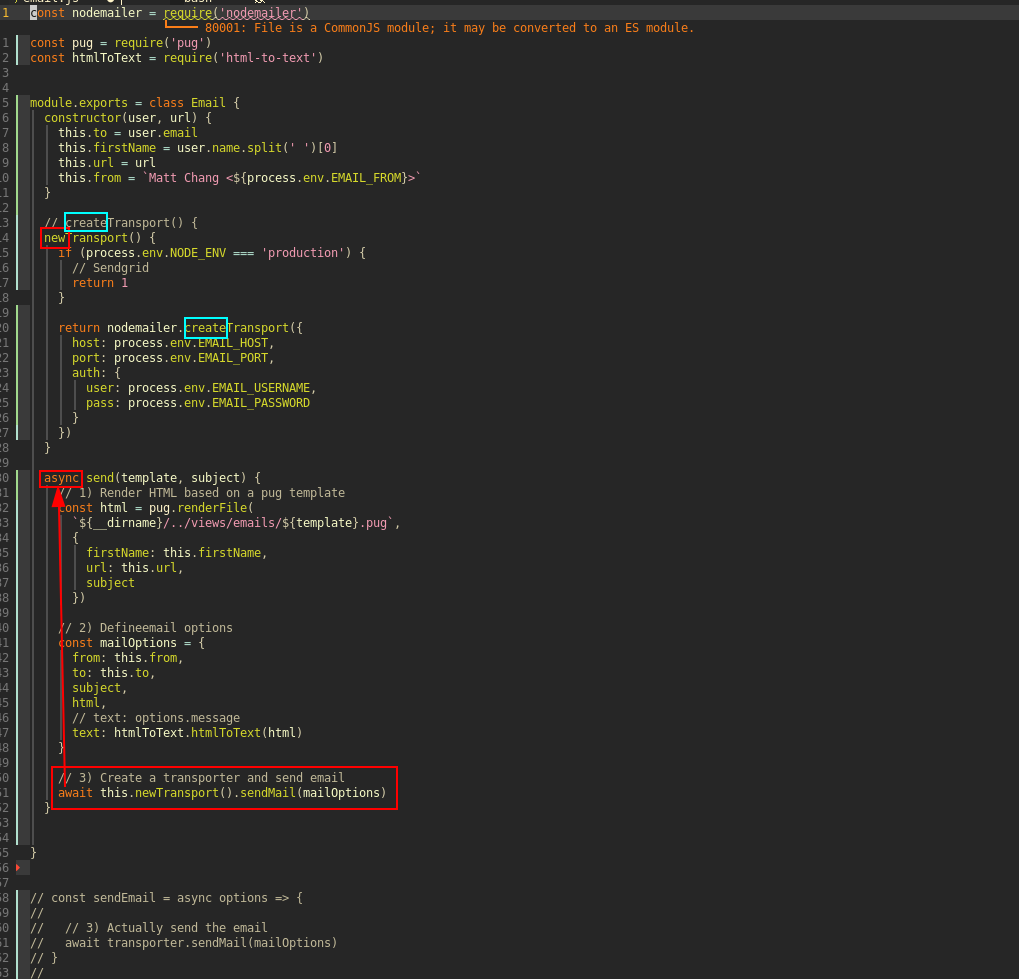 1 const nodemailer = require('nodemailer')
80001: File is a CommonJS module; it may be converted to an ES module.
1 const pug = require('pug')
2 const htmlToText = require('html-to-text')
3
4
5 module.exports = class Email {
6 constructor(user, url) {
7 this.to = user.email
8 this.firstName = user.name.split(' ')[0]
9 this.url = url
10 this.from = `Matt Chang <${process.env.EMAIL_FROM}>`
11 }
12
13 // createTransport() {
14 newTransport() {
15 if (process.env.NODE_ENV === 'production') {
16 // Sendgrid
17 return 1
18 }
19
20 return nodemailer.createTransport({
21 host: process.env.EMAIL_HOST,
22 port: process.env.EMAIL_PORT,
23 auth: {
24 user: process.env.EMAIL_USERNAME,
25 pass: process.env.EMAIL_PASSWORD
26 }
27 })
28 }
29
30 async send(template, subject) {
31 // 1) Render HTML based on a pug template
32 const html = pug.renderFile(
33 `${__dirname}/../views/emails/${template}.pug`,
34 {
35 firstName: this.firstName,
36 url: this.url,
37 subject
38 })
39
40 // 2) Defineemail options
41 const mailOptions = {
42 from: this.from,
43 to: this.to,
44 subject,
45 html,
46 // text: options.message
47 text: htmlToText.htmlToText(html)
48 }
49
50 // 3) Create a transporter and send email
51 await this.newTransport().sendMail(mailOptions)
52 }
53
54
55 }
56
57
58 // const sendEmail = async options => {
59 //
60 // // 3) Actually send the email
61 // await transporter.sendMail(mailOptions)
62 // }
63 //